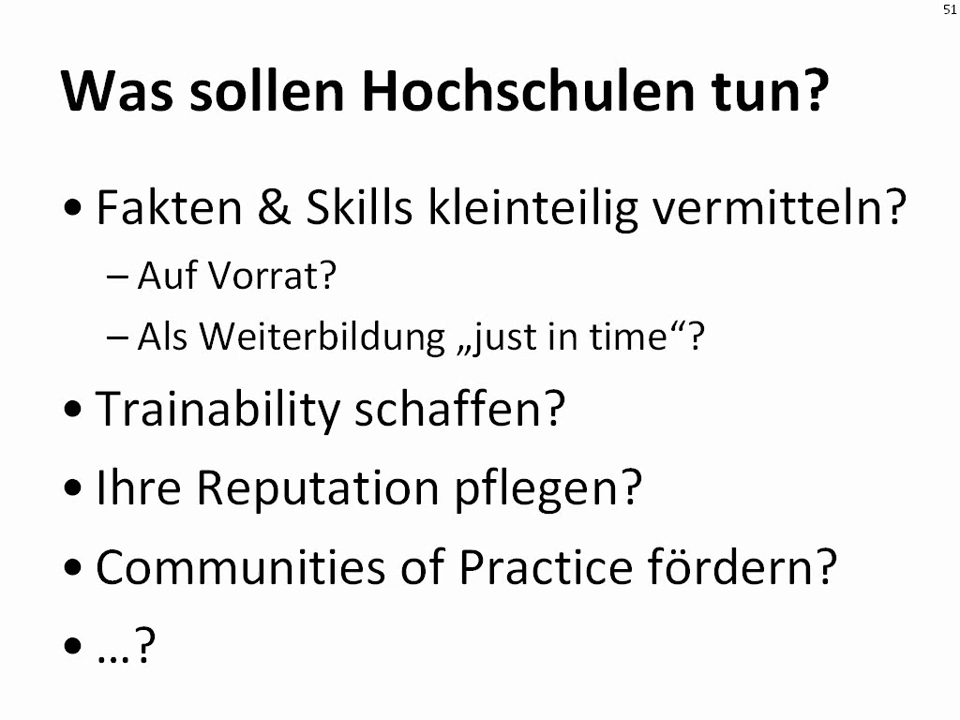 51
Was sollen Hochschulen tun?
• Fakten & Skills kleinteilig vermitteln?
– Auf Vorrat?
– Als Weiterbildung „just in time“?
• Trainability schaffen?
• Ihre Reputation pflegen?
• Communities of Practice fördern?
• …?